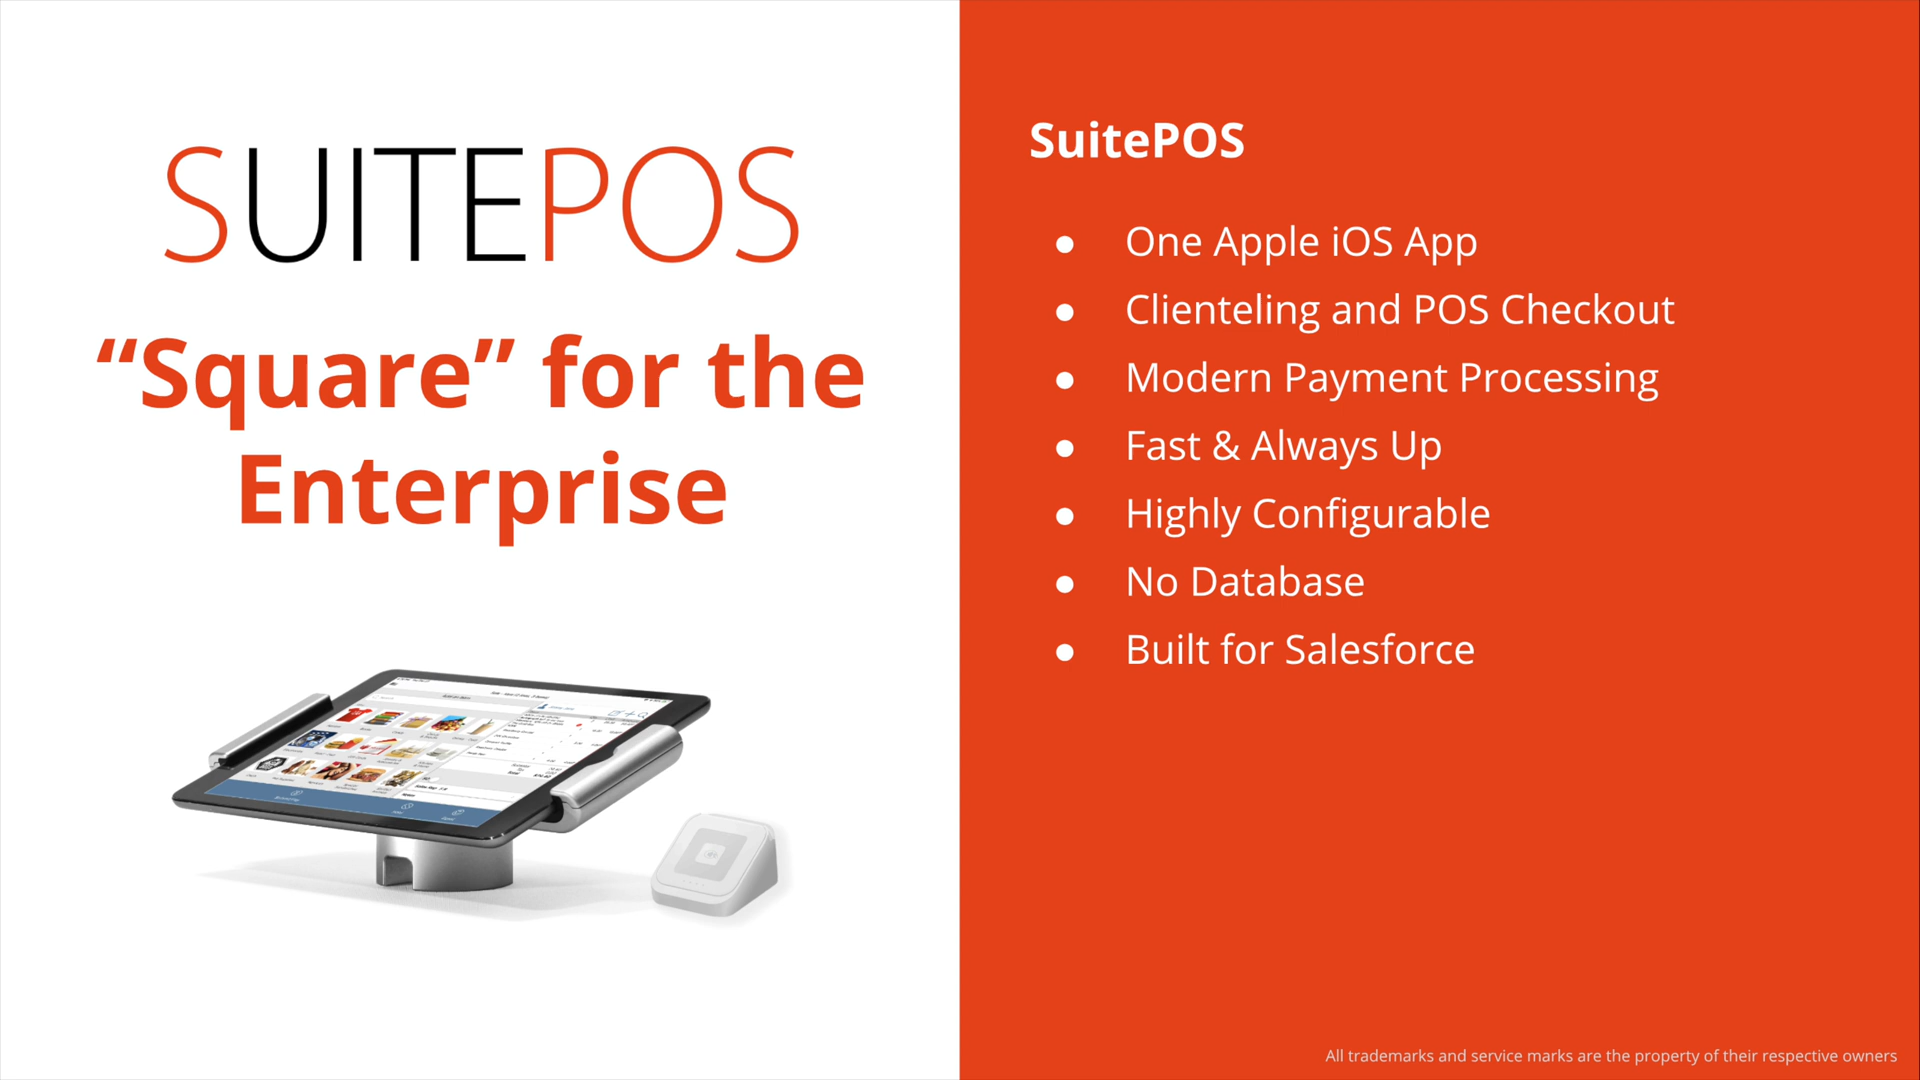 SUITEPOS
“Square” for the
Enterprise
SuitePOS
● One Apple iOS App
● Clienteling and POS Checkout
● Modern Payment Processing
● Fast & Always Up
● Highly Configurable
● No Database
● Built for Salesforce
All trademarks and service marks are the property of their respective owners